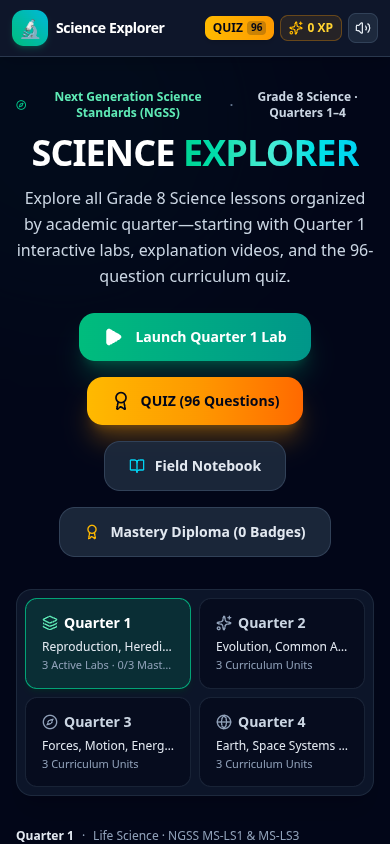 Science Explorer
QUIZ 96
0 XP
Next Generation Science
Standards (NGSS)
·
Grade 8 Science ·
Quarters 1–4
SCIENCE EXPLORER
Explore all Grade 8 Science lessons organized
by academic quarter—starting with Quarter 1
interactive labs, explanation videos, and the 96-
question curriculum quiz.
Launch Quarter 1 Lab
QUIZ (96 Questions)
Field Notebook
Mastery Diploma (0 Badges)
Quarter 1
Reproduction, Heredi...
3 Active Labs · 0/3 Mast...
Quarter 2
Evolution, Common A...
3 Curriculum Units
Quarter 3
Forces, Motion, Energ...
3 Curriculum Units
Quarter 4
Earth, Space Systems ...
3 Curriculum Units
Quarter 1 · Life Science · NGSS MS-LS1 & MS-LS3